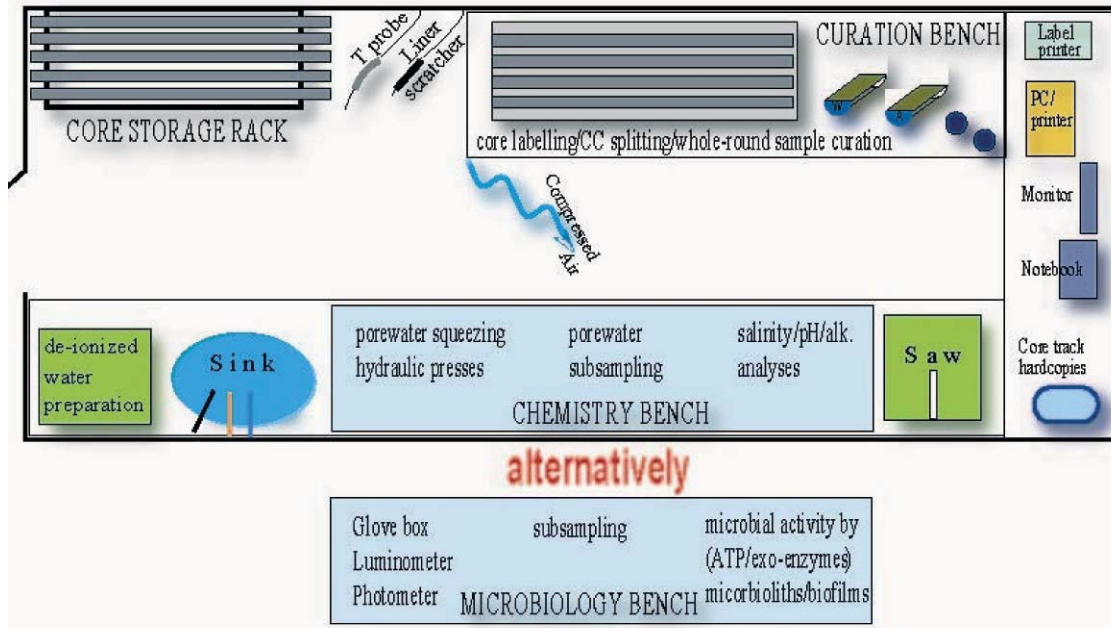 T probe
Liner
scratcher
CORE STORAGE RACK
CURATION BENCH
W
A
core labelling/CC splitting/whole-round sample curation
Label
printer
PC/
printer
Monitor
Notebook
Compressed
Air
de-ionized
water
preparation
Sink
porewater squeezing
hydraulic presses
porewater
subsampling
salinity/pH/alk.
analyses
CHEMISTRY BENCH
Saw
Core track
hardcopies
alternatively
Glove box
Luminometer
Photometer
subsampling
microbial activity by
(ATP/exo-enzymes)
micorbioliths/biofilms
MICROBIOLOGY BENCH